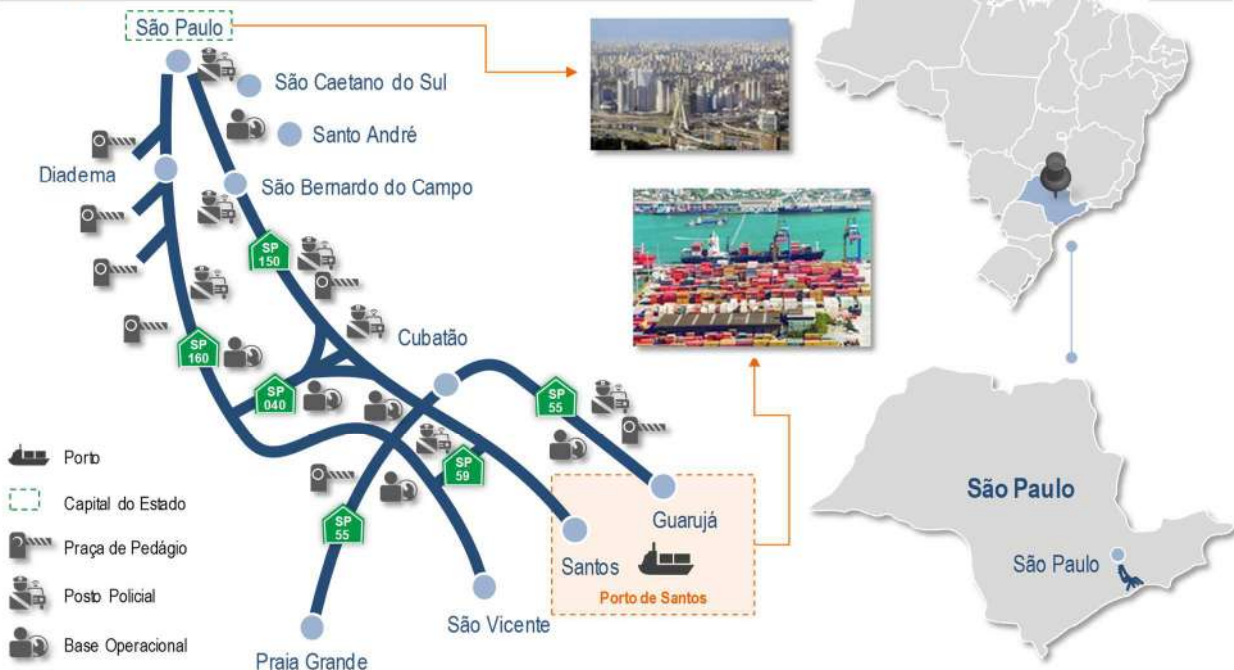 São Paulo
São Caetano do Sul
Santo André
Diadema
São Bernardo do Campo
SP
150
Cubatão
SP
160
SP
040
SP
55
SP
59
SP
55
Guarujá
Santos
Porto de Santos
São Vicente
Praia Grande
Porto
Capital do Estado
Praça de Pedágio
Posto Policial
Base Operacional
São Paulo
São Paulo